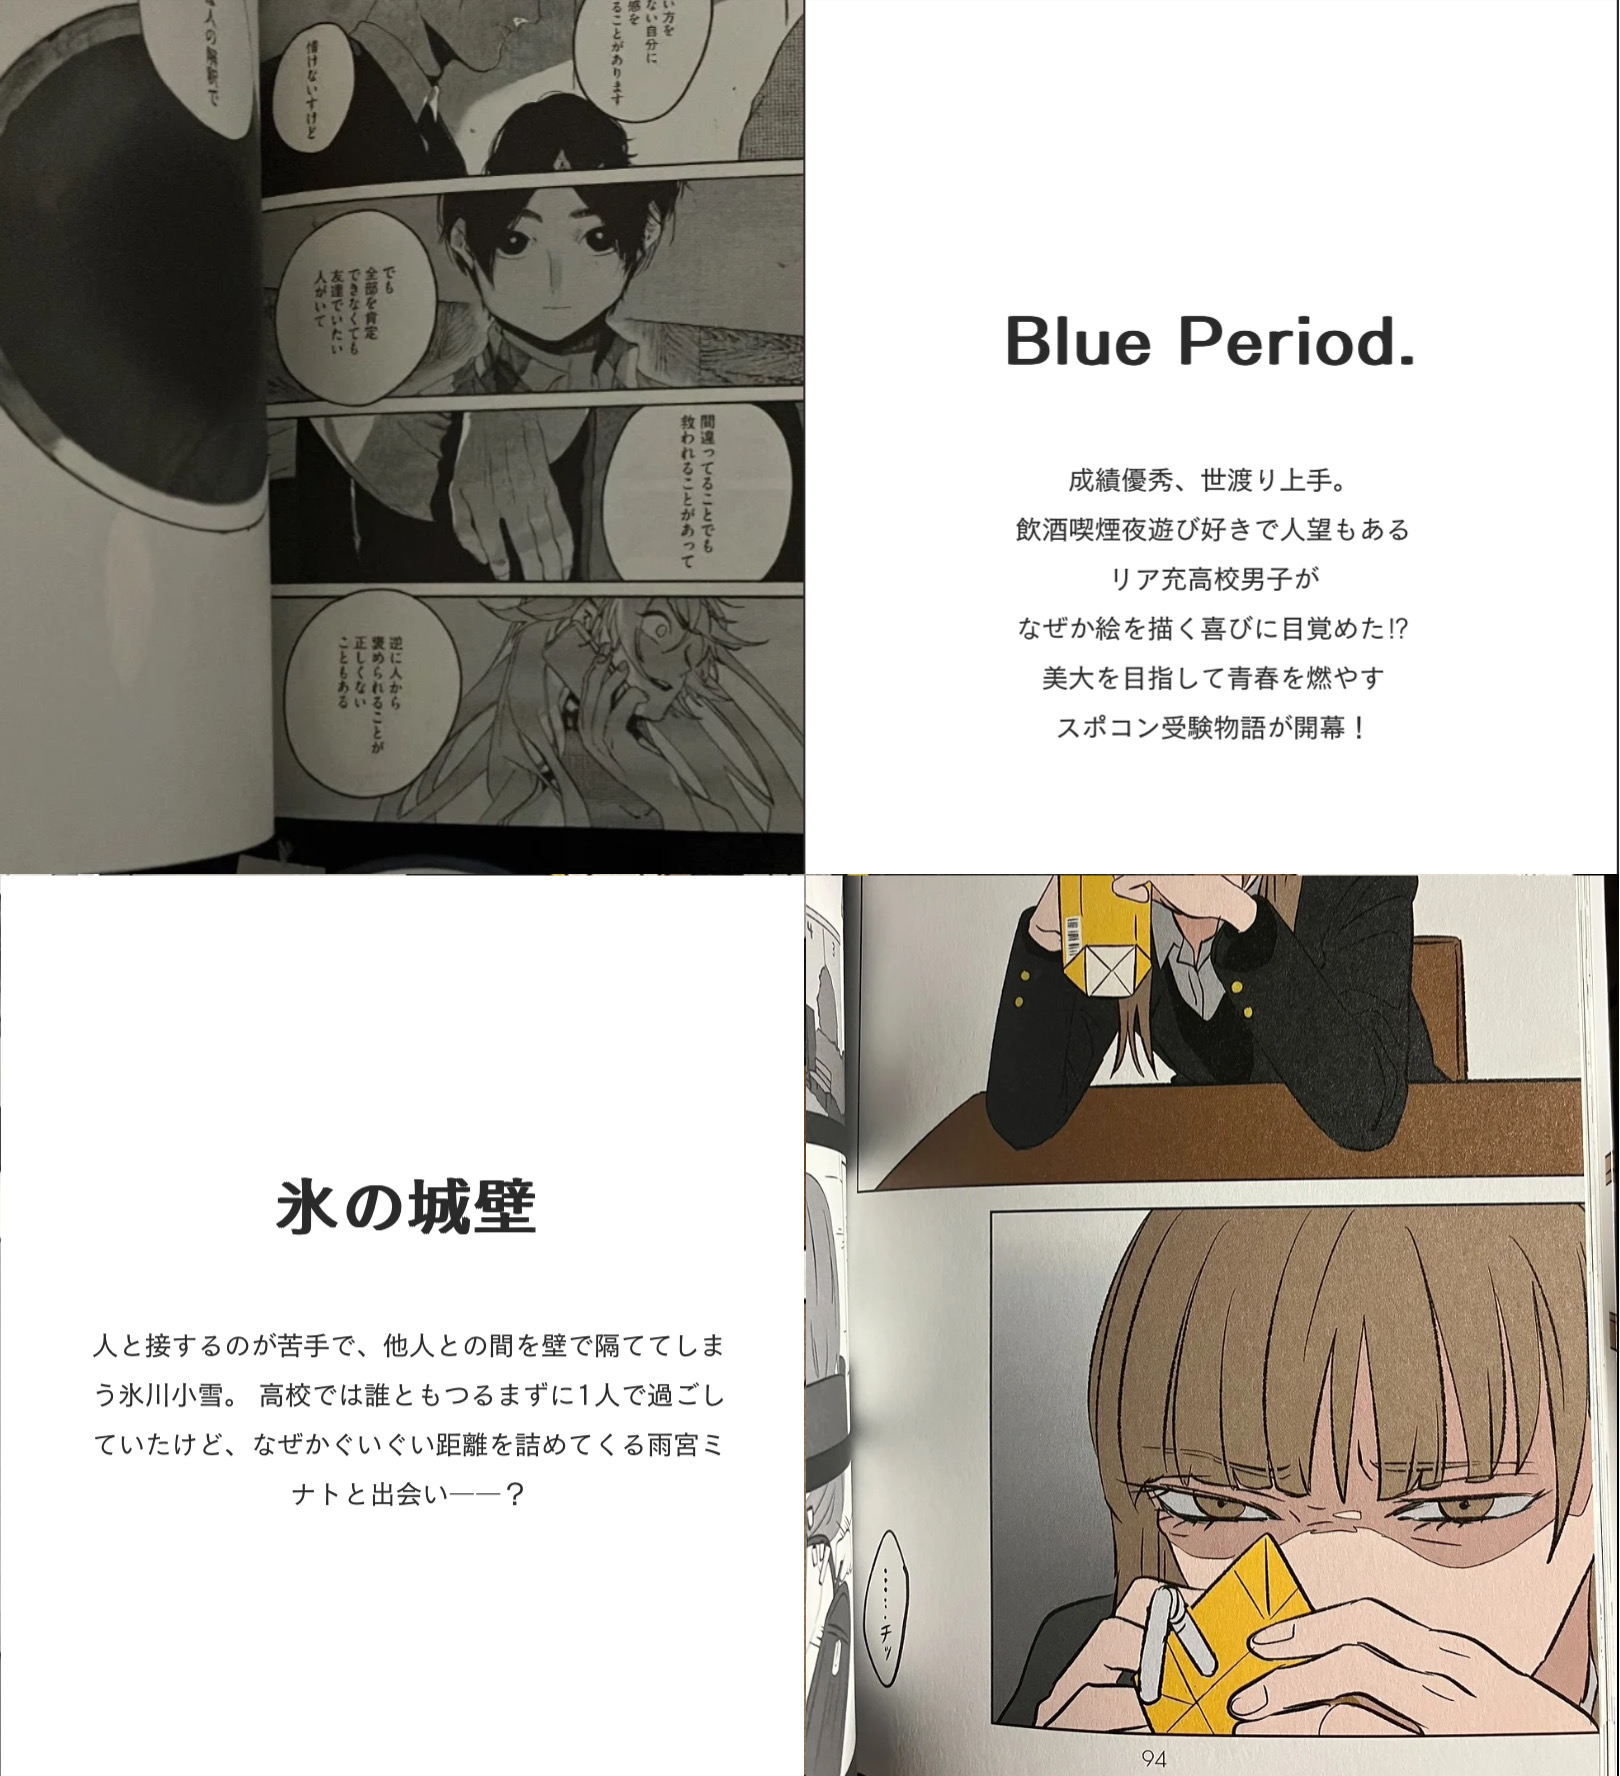 い方を
ない自分に
感を
ることがあります
情けないすけど
人の解釈で
でも
全部を肯定
できなくても
友達でいたい
人がいて
間違ってることでも
救われることがあって
逆に人から
褒められることが
正しくない
こともある
Blue Period.
成績優秀、世渡り上手。
飲酒喫煙夜遊び好きで人望もある
リア充高校男子が
なぜか絵を描く喜びに目覚めた!?
美大を目指して青春を燃やす
スポコン受験物語が開幕！
氷の城壁
人と接するのが苦手で、他人との間を壁で隔ててしま
う氷川小雪。 高校では誰ともつるまずに1人で過ごし
ていたけど、なぜかぐいぐい距離を詰めてくる雨宮ミ
ナトと出会い――？
……チッ
94